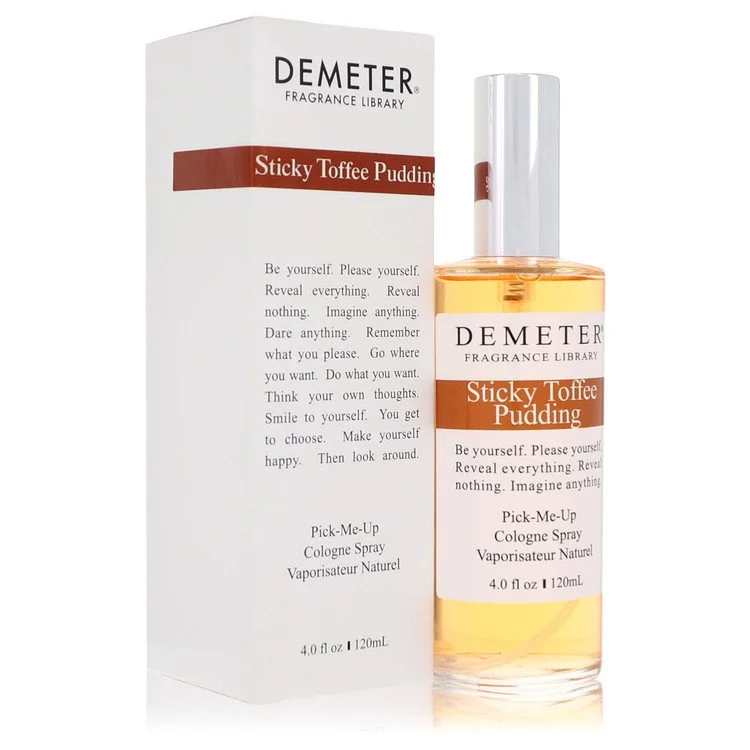 DEMETER®
FRAGRANCE LIBRARY
Sticky Toffee Pudding
Be yourself. Please yourself.
Reveal everything. Reveal
nothing. Imagine anything.
Dare anything. Remember
what you please. Go where
you want. Do what you want.
Think your own thoughts.
Smile to yourself. You get
to choose. Make yourself
happy. Then look around.
Pick-Me-Up
Cologne Spray
Vaporisateur Naturel
4.0 fl oz 120mL
DEMETER®
FRAGRANCE LIBRARY
Sticky Toffee
Pudding
Be yourself. Please yourself.
Reveal everything. Reveal
nothing. Imagine anything.
Pick-Me-Up
Cologne Spray
Vaporisateur Naturel
4.0 fl oz 120mL